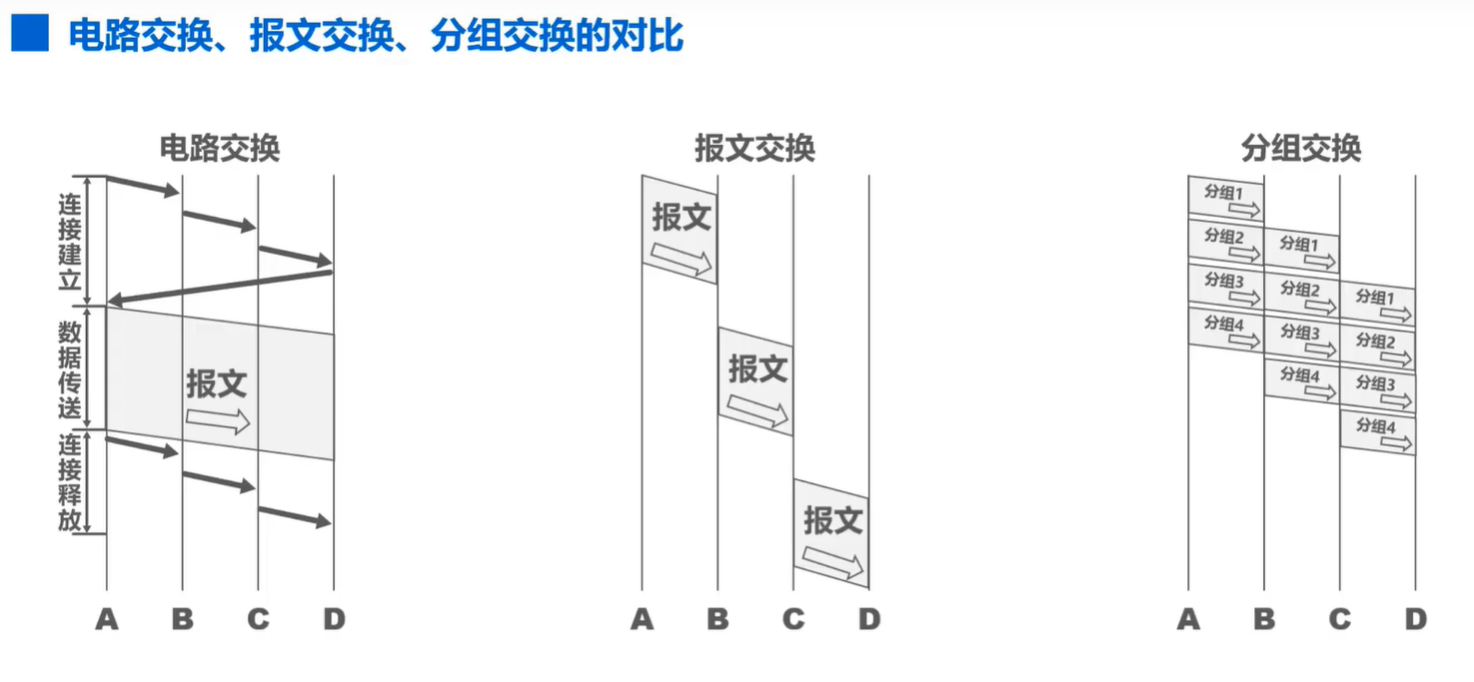 电路交换、报文交换、分组交换的对比
电路交换
连接建立
数据传送
连接释放
报文
A B C D
报文交换
报文
报文
报文
A B C D
分组交换
分组1
分组2 分组1
分组3 分组2 分组1
分组4 分组3 分组2
分组4 分组3
分组4
A B C D